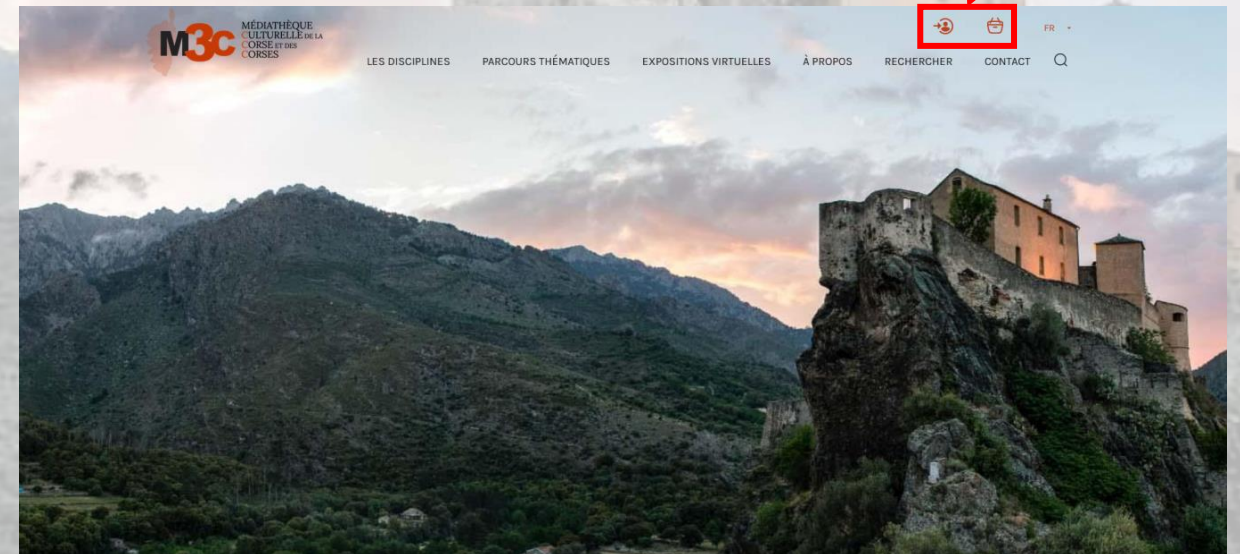 M3C
MÉDIATHÈQUE
CULTURELLE DE LA
CORSE ET DES
CORSES
FR
LES DISCIPLINES
PARCOURS THÉMATIQUES
EXPOSITIONS VIRTUELLES
À PROPOS
RECHERCHER
CONTACT